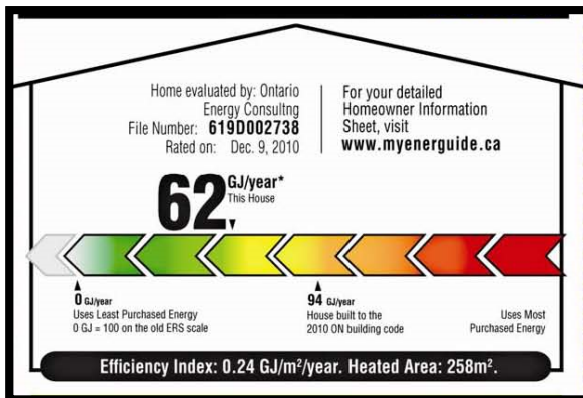 Home evaluated by: Ontario
Energy Consultng
File Number: 619D002738
Rated on: Dec. 9, 2010
For your detailed
Homeowner Information
Sheet, visit
www.myenerguide.ca
62 GJ/year*
This House
0 GJ/year
Uses Least Purchased Energy
0 GJ = 100 on the old ERS scale
94 GJ/year
House built to the
2010 ON building code
Uses Most
Purchased Energy
Efficiency Index: 0.24 GJ/m²/year. Heated Area: 258m².